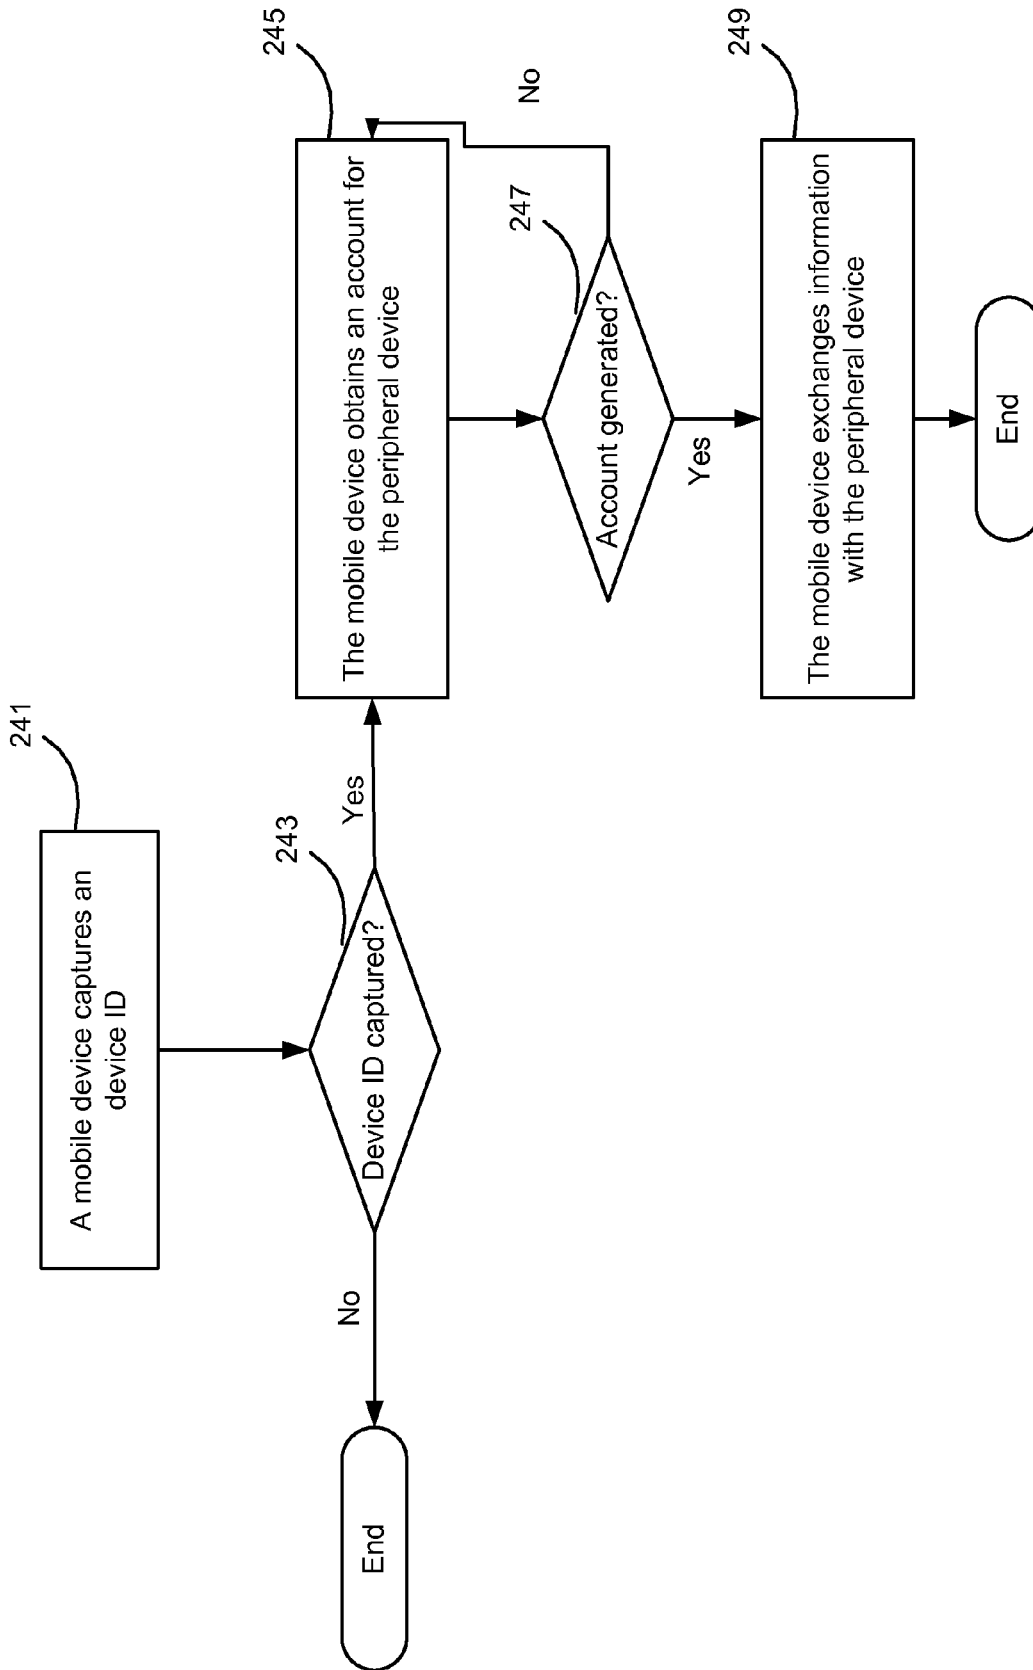 241
A mobile device captures an
device ID
243
Device ID captured?
No
End
Yes
245
The mobile device obtains an account for
the peripheral device
247
Account generated?
No
Yes
249
The mobile device exchanges information
with the peripheral device
End